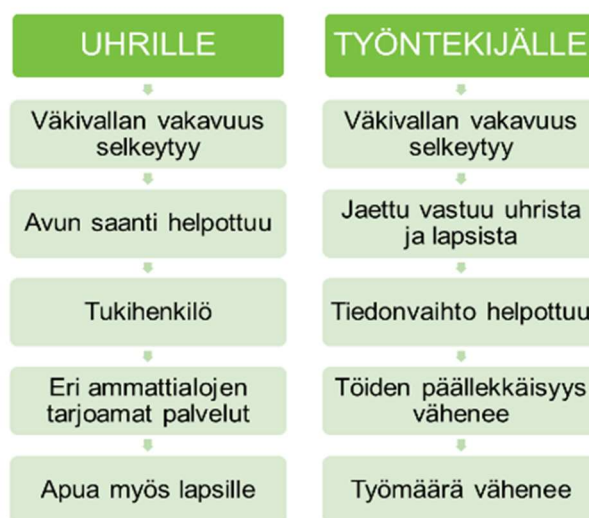 UHRILLE
Väkivallan vakavuus
selkeytyy
Avun saanti helpottuu
Tukihenkilö
Eri ammattialojen
tarjoamat palvelut
Apua myös lapsille
TYÖNTEKIJÄLLE
Väkivallan vakavuus
selkeytyy
Jaettu vastuu uhrista
ja lapsista
Tiedonvaihto helpottuu
Töiden päällekkäisyys
vähenee
Työmäärä vähenee